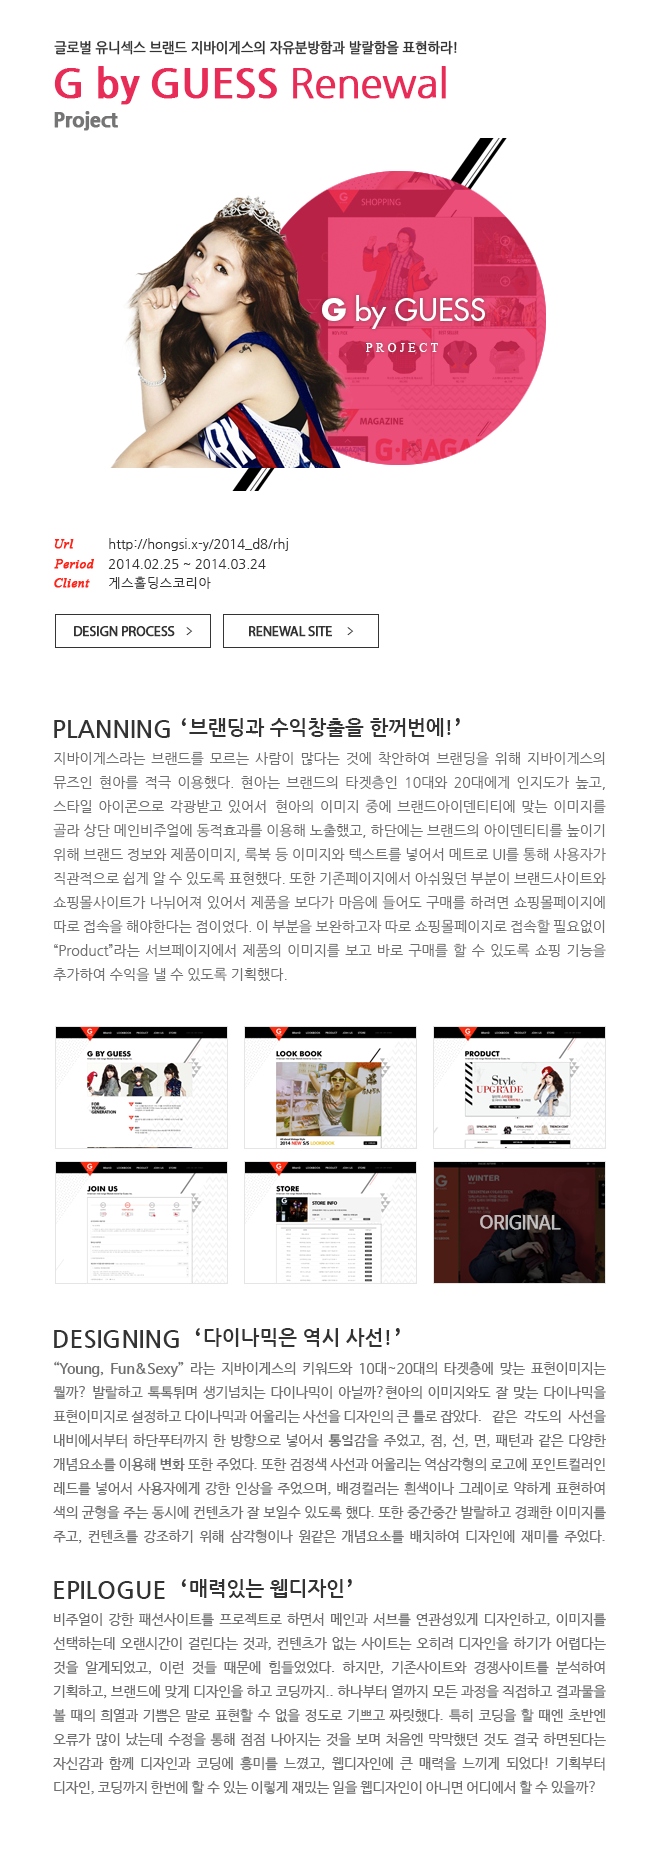 글로벌 유니섹스 브랜드 지바이게스의 자유분방함과 발랄함을 표현하라!
G by GUESS Renewal
Project
SHOPPING
G by GUESS
PROJECT
MAGAZINE
G·MAGA
Url http://hongsi.x-y/2014_d8/rhj
Period 2014.02.25 ~ 2014.03.24
Client 게스홀딩스코리아
DESIGN PROCESS >
RENEWAL SITE >
PLANNING ‘브랜딩과 수익창출을 한꺼번에!’
지바이게스라는 브랜드를 모르는 사람이 많다는 것에 착안하여 브랜딩을 위해 지바이게스의
뮤즈인 현아를 적극 이용했다. 현아는 브랜드의 타겟층인 10대와 20대에게 인지도가 높고,
스타일 아이콘으로 각광받고 있어서 현아의 이미지 중에 브랜드아이덴티티에 맞는 이미지를
골라 상단 메인비주얼에 동적효과를 이용해 노출했고, 하단에는 브랜드의 아이덴티티를 높이기
위해 브랜드 정보와 제품이미지, 룩북 등 이미지와 텍스트를 넣어서 메트로 UI를 통해 사용자가
직관적으로 쉽게 알 수 있도록 표현했다. 또한 기존페이지에서 아쉬웠던 부분이 브랜드사이트와
쇼핑몰사이트가 나뉘어져 있어서 제품을 보다가 마음에 들어도 구매를 하려면 쇼핑몰페이지에
따로 접속을 해야한다는 점이었다. 이 부분을 보완하고자 따로 쇼핑몰페이지로 접속할 필요없이
“Product”라는 서브페이지에서 제품의 이미지를 보고 바로 구매를 할 수 있도록 쇼핑 기능을
추가하여 수익을 낼 수 있도록 기획했다.
G BY GUESS
FOR
YOUNG
GENERATION
LOOK BOOK
2014 NEW S/S LOOKBOOK
PRODUCT
Style
UPGRADE
SPECIAL PRICE
FLORAL PRINT
TRENCH COAT
JOIN US
STORE
STORE INFO
WINTER
ORIGINAL
DESIGNING ‘다이나믹은 역시 사선!’
“Young, Fun&Sexy” 라는 지바이게스의 키워드와 10대~20대의 타겟층에 맞는 표현이미지는
뭘까? 발랄하고 톡톡튀며 생기넘치는 다이나믹이 아닐까?현아의 이미지와도 잘 맞는 다이나믹을
표현이미지로 설정하고 다이나믹과 어울리는 사선을 디자인의 큰 틀로 잡았다. 같은 각도의 사선을
내비에서부터 하단푸터까지 한 방향으로 넣어서 통일감을 주었고, 점, 선, 면, 패턴과 같은 다양한
개념요소를 이용해 변화 또한 주었다. 또한 검정색 사선과 어울리는 역삼각형의 로고에 포인트컬러인
레드를 넣어서 사용자에게 강한 인상을 주었으며, 배경컬러는 흰색이나 그레이로 약하게 표현하여
색의 균형을 주는 동시에 컨텐츠가 잘 보일수 있도록 했다. 또한 중간중간 발랄하고 경쾌한 이미지를
주고, 컨텐츠를 강조하기 위해 삼각형이나 원같은 개념요소를 배치하여 디자인에 재미를 주었다.
EPILOGUE ‘매력있는 웹디자인’
비주얼이 강한 패션사이트를 프로젝트로 하면서 메인과 서브를 연관성있게 디자인하고, 이미지를
선택하는데 오랜시간이 걸린다는 것과, 컨텐츠가 없는 사이트는 오히려 디자인을 하기가 어렵다는
것을 알게되었고, 이런 것들 때문에 힘들었었다. 하지만, 기존사이트와 경쟁사이트를 분석하여
기획하고, 브랜드에 맞게 디자인을 하고 코딩까지.. 하나부터 열까지 모든 과정을 직접하고 결과물을
볼 때의 희열과 기쁨은 말로 표현할 수 없을 정도로 기쁘고 짜릿했다. 특히 코딩을 할 때엔 초반엔
오류가 많이 났는데 수정을 통해 점점 나아지는 것을 보며 처음엔 막막했던 것도 결국 하면된다는
자신감과 함께 디자인과 코딩에 흥미를 느꼈고, 웹디자인에 큰 매력을 느끼게 되었다! 기획부터
디자인, 코딩까지 한번에 할 수 있는 이렇게 재밌는 일을 웹디자인이 아니면 어디에서 할 수 있을까?